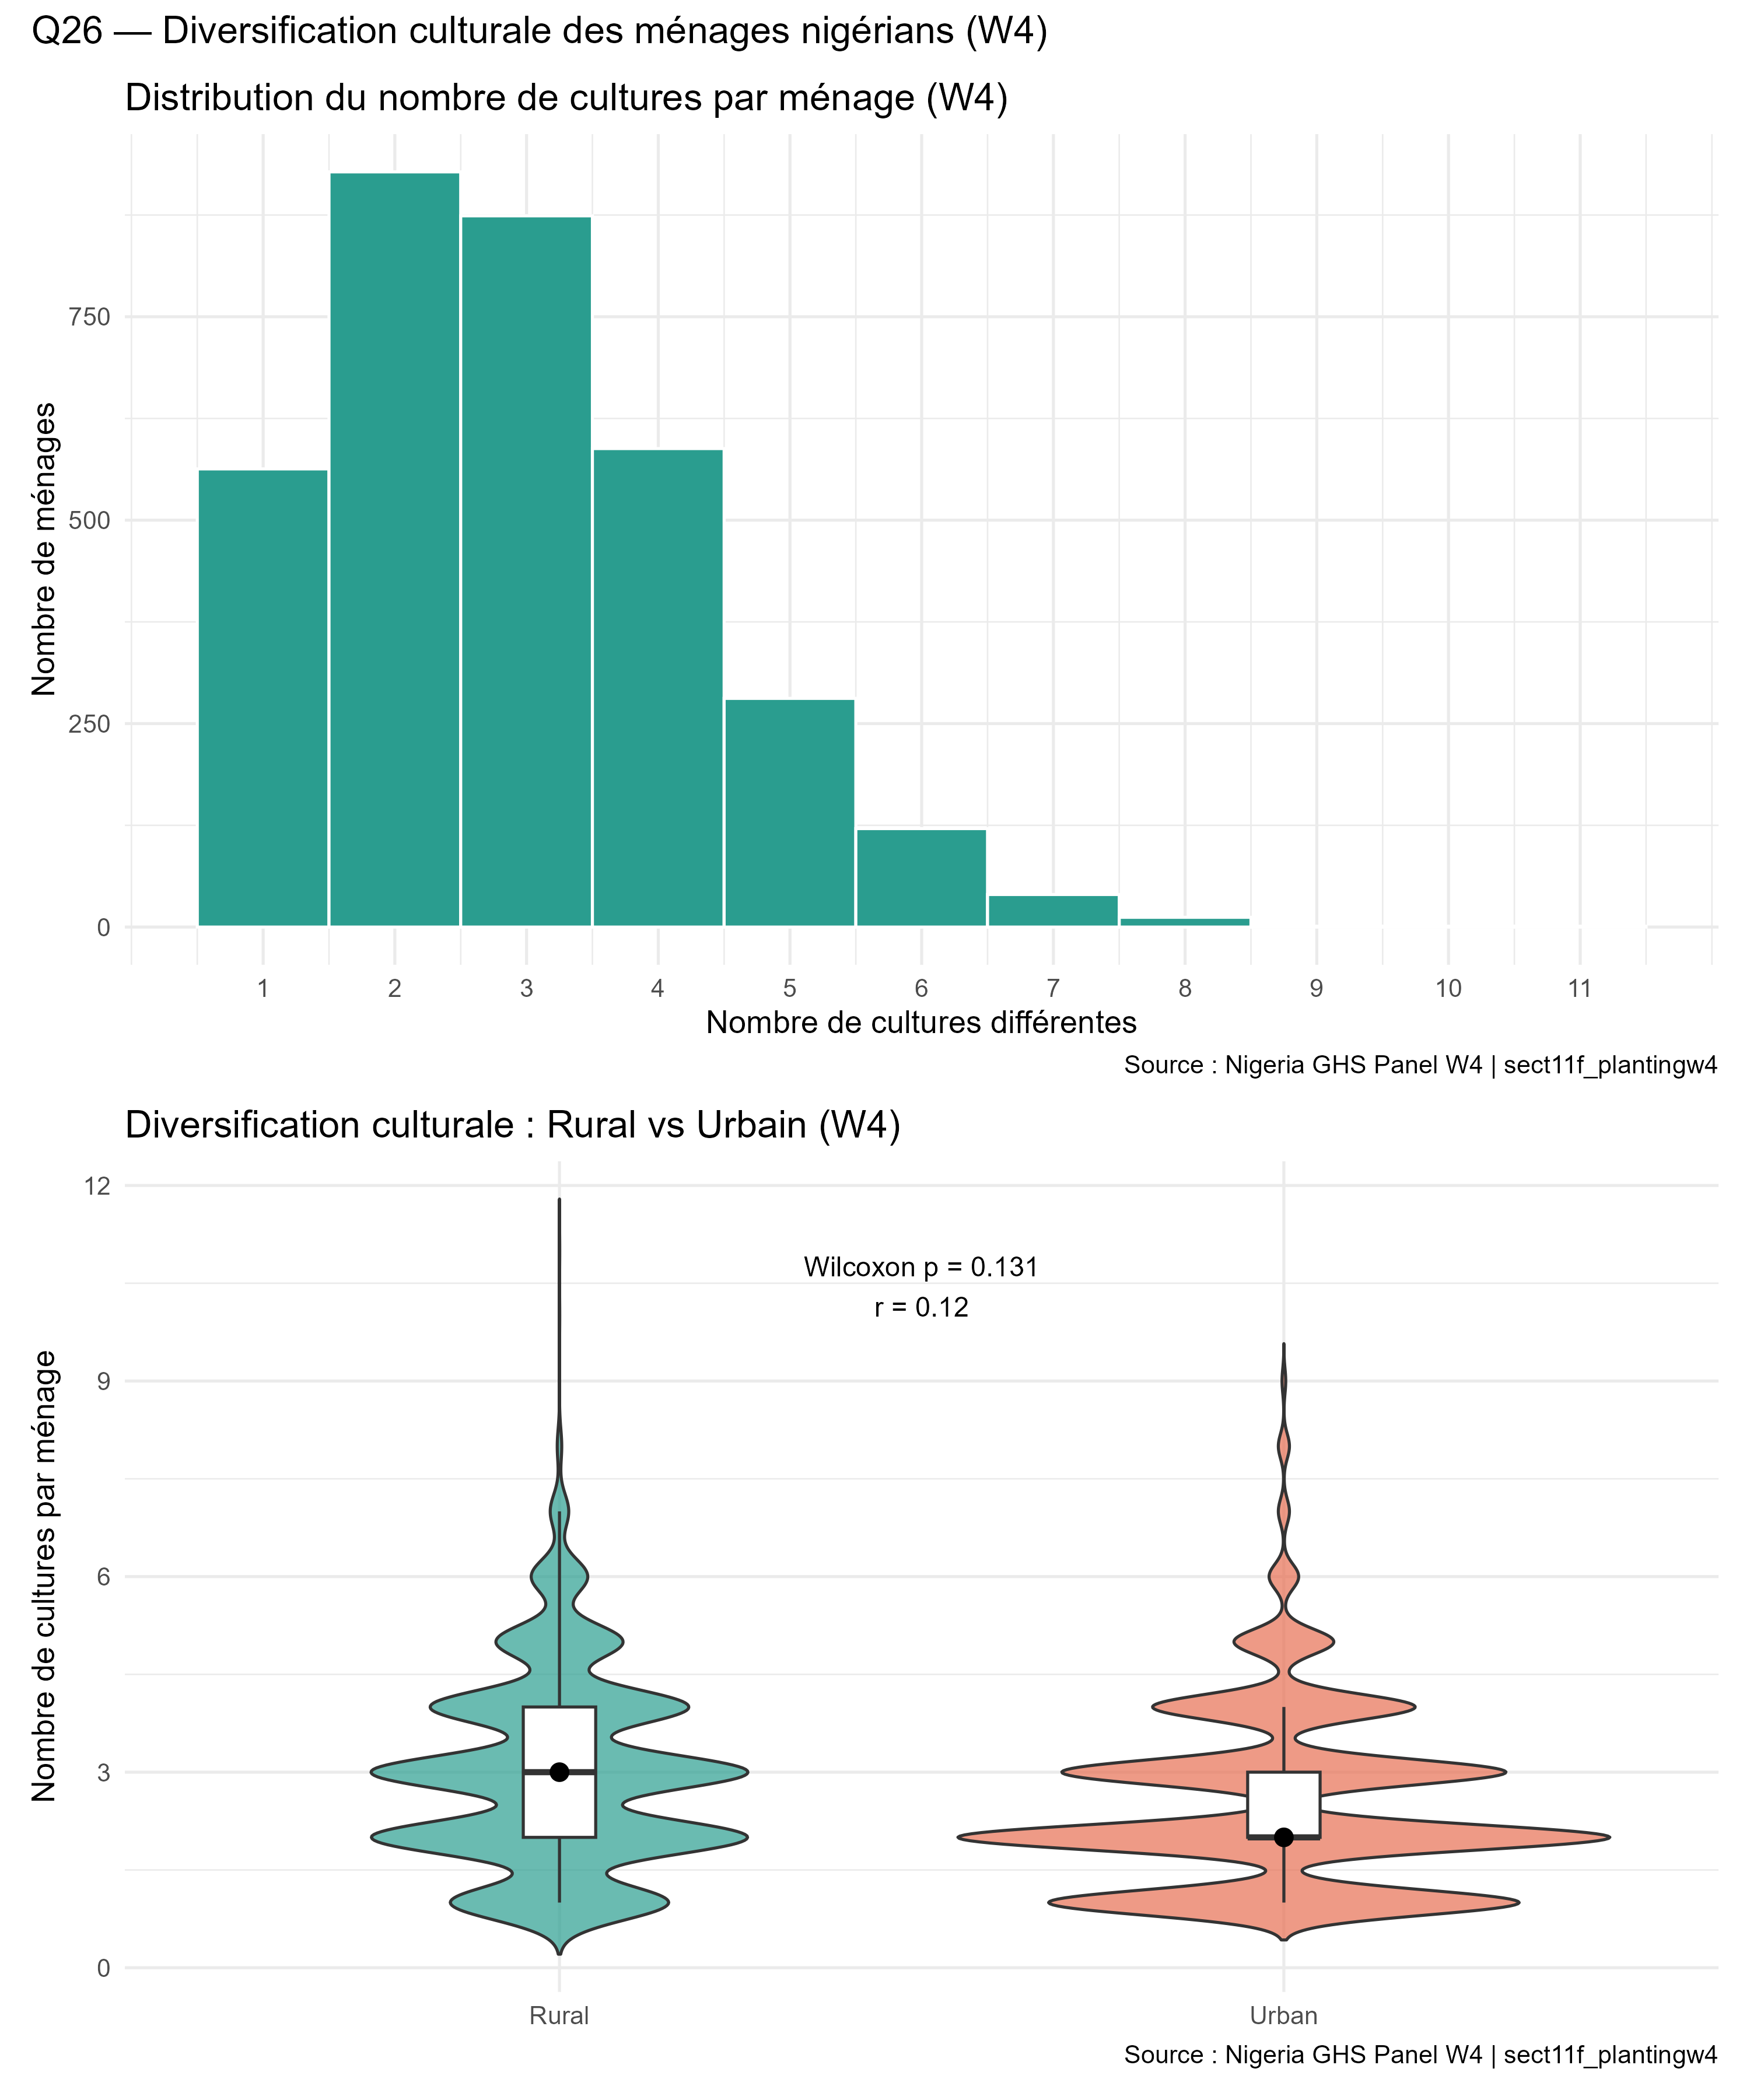 Q26 — Diversification culturale des ménages nigérians (W4)
Distribution du nombre de cultures par ménage (W4)
Nombre de ménages
750
500
250
0
1 2 3 4 5 6 7 8 9 10 11
Nombre de cultures différentes
Source : Nigeria GHS Panel W4 | sect11f_plantingw4
Diversification culturale : Rural vs Urbain (W4)
Nombre de cultures par ménage
12
9
6
3
0
Wilcoxon p = 0.131
r = 0.12
Rural Urban
Source : Nigeria GHS Panel W4 | sect11f_plantingw4